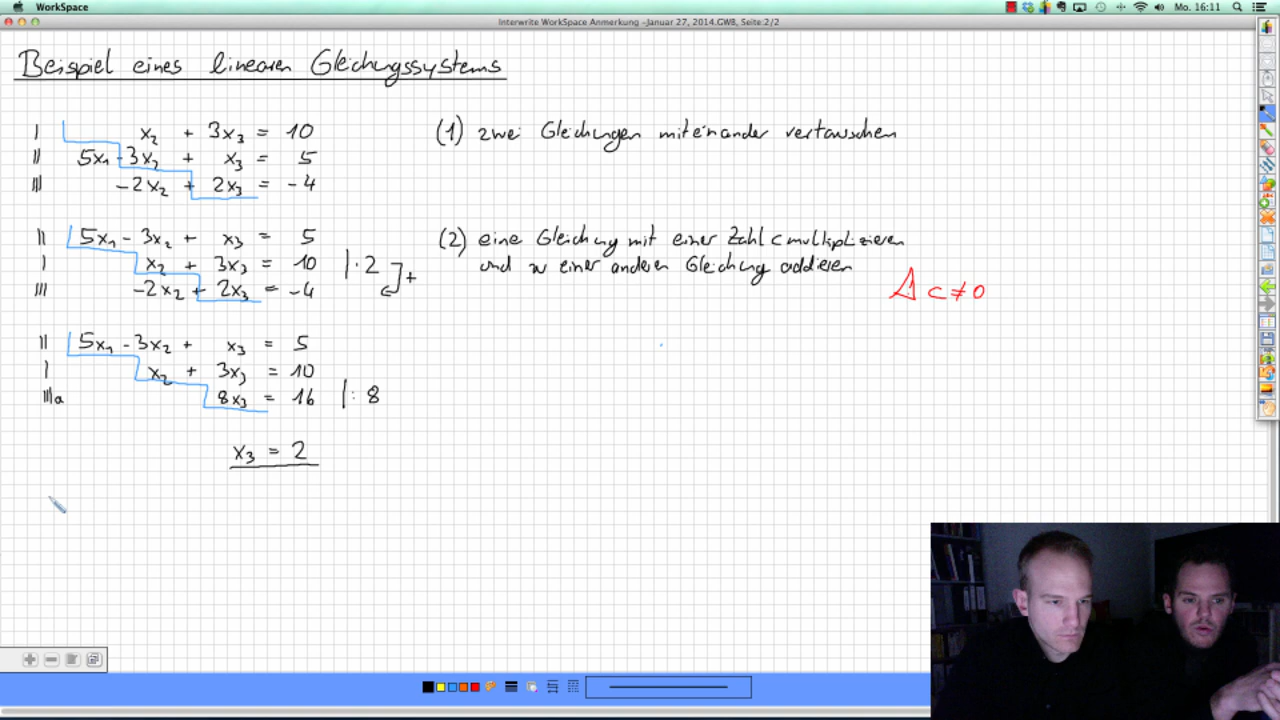 WorkSpace
Mo. 16:11
Interwrite WorkSpace Anmerkung -Januar 27, 2014.GWB, Seite:2/2
Beispiel eines linearen Gleichungssystems
I x₂ + 3x₃ = 10 (1) zwei Gleichungen miteinander vertauschen
II 5x₁ - 3x₂ + x₃ = 5
III -2x₂ + 2x₃ = -4
II 5x₁ - 3x₂ + x₃ = 5 (2) eine Gleichung mit einer Zahl c multiplizieren
I x₂ + 3x₃ = 10 | · 2 + und zu einer anderen Gleichung addieren
III -2x₂ + 2x₃ = -4 c ≠ 0
II 5x₁ - 3x₂ + x₃ = 5
I x₂ + 3x₃ = 10
IIIa 8x₃ = 16 | : 8
x₃ = 2